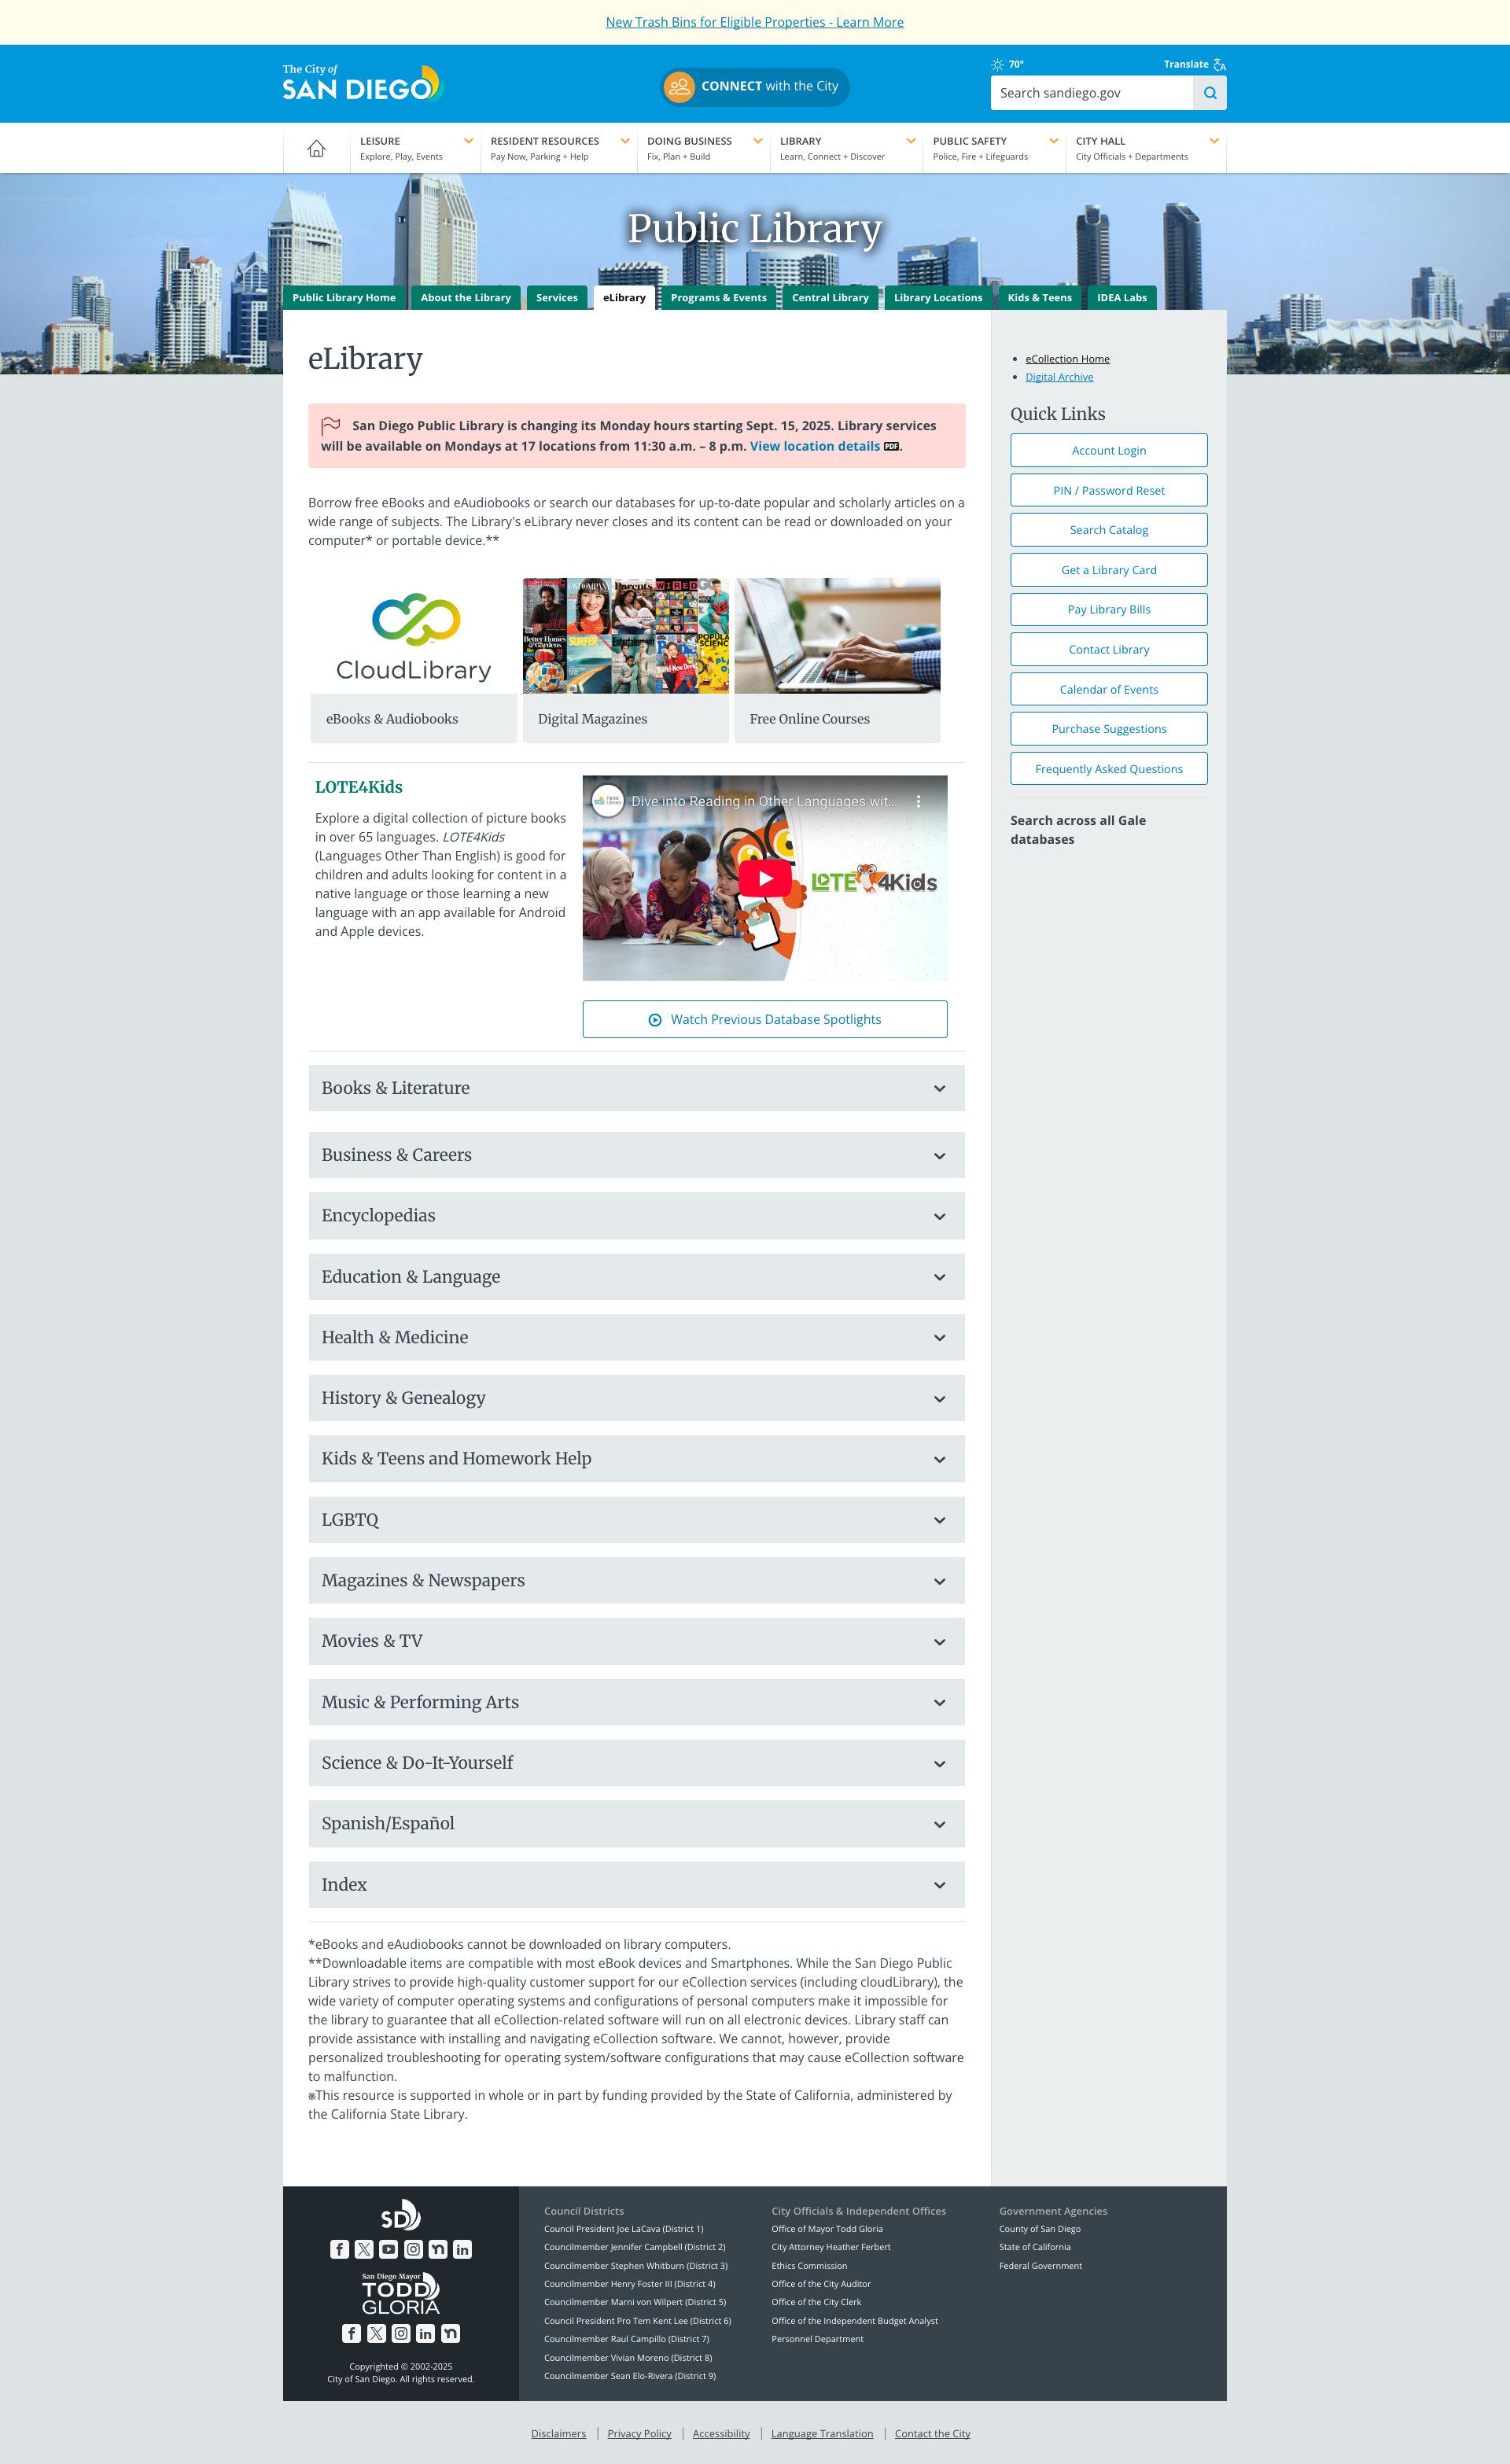 New Trash Bins for Eligible Properties - Learn More
The City of
SAN DIEGO
CONNECT with the City
70°
Translate
Search sandiego.gov
LEISURE
Explore, Play, Events
RESIDENT RESOURCES
Pay Now, Parking + Help
DOING BUSINESS
Fix, Plan + Build
LIBRARY
Learn, Connect + Discover
PUBLIC SAFETY
Police, Fire + Lifeguards
CITY HALL
City Officials + Departments
Public Library
Public Library Home
About the Library
Services
eLibrary
Programs & Events
Central Library
Library Locations
Kids & Teens
IDEA Labs
eLibrary
San Diego Public Library is changing its Monday hours starting Sept. 15, 2025. Library services
will be available on Mondays at 17 locations from 11:30 a.m. – 8 p.m. View location details PDF.
Borrow free eBooks and eAudiobooks or search our databases for up-to-date popular and scholarly articles on a
wide range of subjects. The Library's eLibrary never closes and its content can be read or downloaded on your
computer* or portable device.**
CloudLibrary
Parents
WIRED
Better Homes
& Gardens
SURFER
Entertainment
eBooks & Audiobooks
Digital Magazines
Free Online Courses
LOTE4Kids
Explore a digital collection of picture books
in over 65 languages. LOTE4Kids
(Languages Other Than English) is good for
children and adults looking for content in a
native language or those learning a new
language with an app available for Android
and Apple devices.
Dive into Reading in Other Languages wit...
LOTE4Kids
Watch Previous Database Spotlights
Books & Literature
Business & Careers
Encyclopedias
Education & Language
Health & Medicine
History & Genealogy
Kids & Teens and Homework Help
LGBTQ
Magazines & Newspapers
Movies & TV
Music & Performing Arts
Science & Do-It-Yourself
Spanish/Español
Index
*eBooks and eAudiobooks cannot be downloaded on library computers.
**Downloadable items are compatible with most eBook devices and Smartphones. While the San Diego Public
Library strives to provide high-quality customer support for our eCollection services (including cloudLibrary), the
wide variety of computer operating systems and configurations of personal computers make it impossible for
the library to guarantee that all eCollection-related software will run on all electronic devices. Library staff can
provide assistance with installing and navigating eCollection software. We cannot, however, provide
personalized troubleshooting for operating system/software configurations that may cause eCollection software
to malfunction.
※This resource is supported in whole or in part by funding provided by the State of California, administered by
the California State Library.
eCollection Home
Digital Archive
Quick Links
Account Login
PIN / Password Reset
Search Catalog
Get a Library Card
Pay Library Bills
Contact Library
Calendar of Events
Purchase Suggestions
Frequently Asked Questions
Search across all Gale
databases
SD
San Diego Mayor
TODD
GLORIA
Copyrighted © 2002-2025
City of San Diego. All rights reserved.
Council Districts
Council President Joe LaCava (District 1)
Councilmember Jennifer Campbell (District 2)
Councilmember Stephen Whitburn (District 3)
Councilmember Henry Foster III (District 4)
Councilmember Marni von Wilpert (District 5)
Council President Pro Tem Kent Lee (District 6)
Councilmember Raul Campillo (District 7)
Councilmember Vivian Moreno (District 8)
Councilmember Sean Elo-Rivera (District 9)
City Officials & Independent Offices
Office of Mayor Todd Gloria
City Attorney Heather Ferbert
Ethics Commission
Office of the City Auditor
Office of the City Clerk
Office of the Independent Budget Analyst
Personnel Department
Government Agencies
County of San Diego
State of California
Federal Government
Disclaimers
Privacy Policy
Accessibility
Language Translation
Contact the City